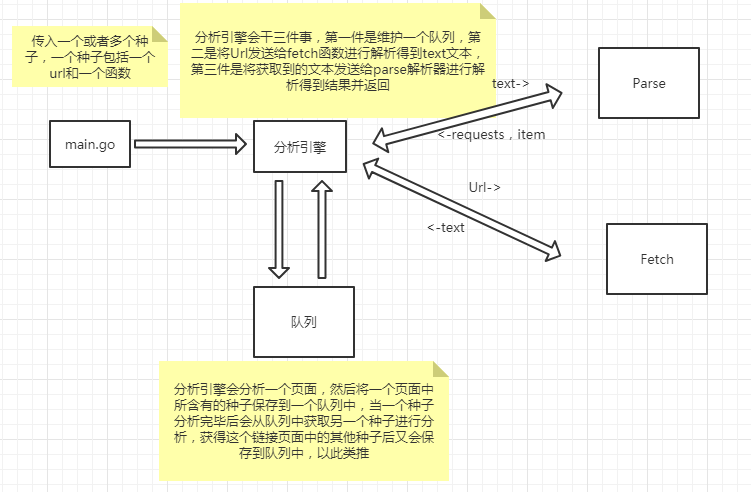 传入一个或者多个种
子，一个种子包括一个
url和一个函数
分析引擎会干三件事，第一件是维护一个队列，第
二是将Url发送给fetch函数进行解析得到text文本，
第三件是将获取到的文本发送给parse解析器进行解
析得到结果并返回
text->
Parse
main.go
分析引擎
<-requests，item
Url->
<-text
Fetch
队列
分析引擎会分析一个页面，然后将一个页面中
所含有的种子保存到一个队列中，当一个种子
分析完毕后会从队列中获取另一个种子进行分
析，获得这个链接页面中的其他种子后又会保
存到队列中，以此类推